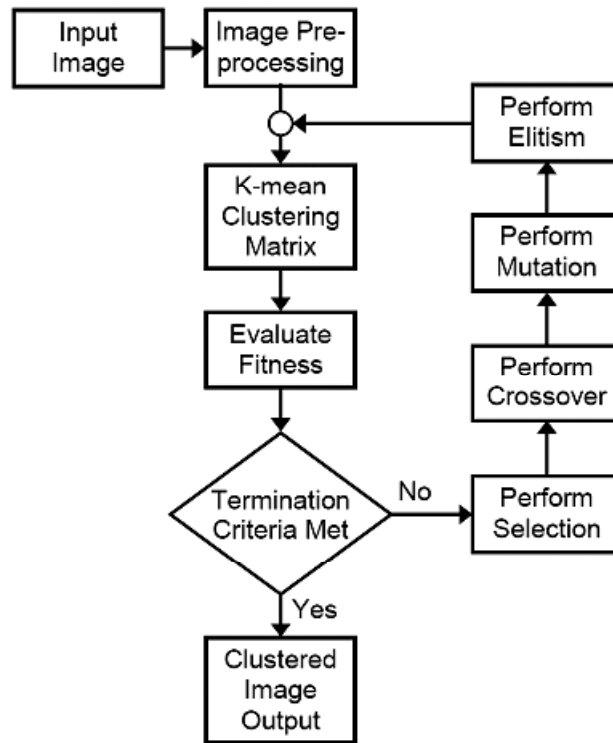 Input
Image
Image Pre-
processing
K-mean
Clustering
Matrix
Evaluate
Fitness
Termination
Criteria Met
No
Yes
Clustered
Image
Output
Perform
Selection
Perform
Crossover
Perform
Mutation
Perform
Elitism